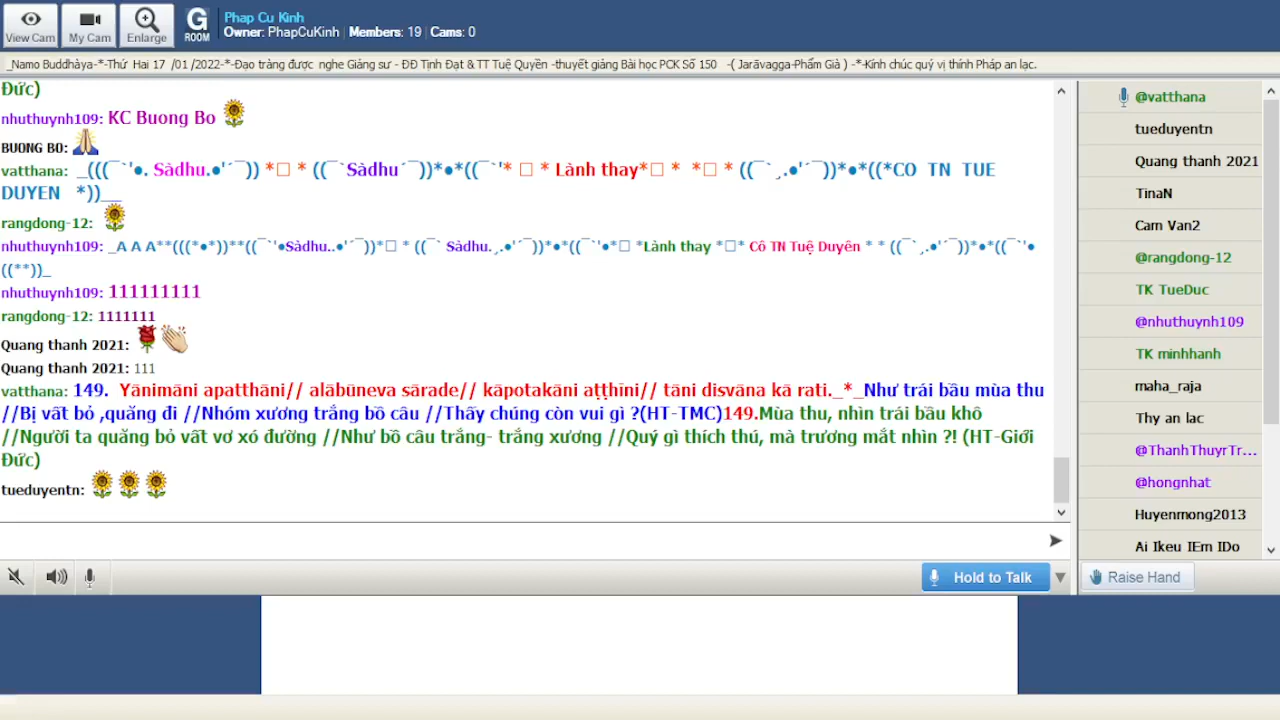 View Cam
My Cam
Enlarge
G ROOM
Phap Cu Kinh
Owner: PhapCuKinh | Members: 19 | Cams: 0
_Namo Buddhàya-*-Thứ Hai 17 /01 /2022-*-Đạo tràng được nghe Giảng sư - ĐĐ Tịnh Đạt & TT Tuệ Quyền -thuyết giảng Bài học PCK Số 150 -( Jarāvagga-Phẩm Già ) -*-Kính chúc quý vị thính Pháp an lạc.
Đức)
nhuthuynh109: KC Buong Bo
BUONG BO:
vatthana: _(((¯`'●. Sàdhu.●'´¯)) *□ * ((¯`Sàdhu´¯))*●*((¯`'* □ * Lành thay*□ * *□ * ((¯`¸.●'´¯))*●*((*CO TN TUE
DUYEN *))__
rangdong-12:
nhuthuynh109: _A A A**(((*●*))**((¯`'●Sàdhu..●'´¯))*□ * ((¯` Sàdhu.¸.●'´¯))*●*((¯`'●*□ *Lành thay *□* Cô TN Tuệ Duyên * * ((¯`¸.●'´¯))*●*((¯`'●
((**))_
nhuthuynh109: 111111111
rangdong-12: 1111111
Quang thanh 2021:
Quang thanh 2021: 111
vatthana: 149. Yānimāni apatthāni// alābūneva sārade// kāpotakāni aṭṭhīni// tāni disvāna kā rati._*_Như trái bầu mùa thu
//Bị vất bỏ ,quăng đi //Nhóm xương trắng bồ câu //Thấy chúng còn vui gì ?(HT-TMC)149.Mùa thu, nhìn trái bầu khô
//Người ta quăng bỏ vất vơ xó đường //Như bồ câu trắng- trắng xương //Quý gì thích thú, mà trương mắt nhìn ?! (HT-Giới
Đức)
tueduyentn:
@vatthana
tueduyentn
Quang thanh 2021
TinaN
Cam Van2
@rangdong-12
TK TueDuc
@nhuthuynh109
TK minhhanh
maha_raja
Thy an lac
@ThanhThuyrTr...
@hongnhat
Huyenmong2013
Ai Ikeu IEm IDo
Hold to Talk
Raise Hand